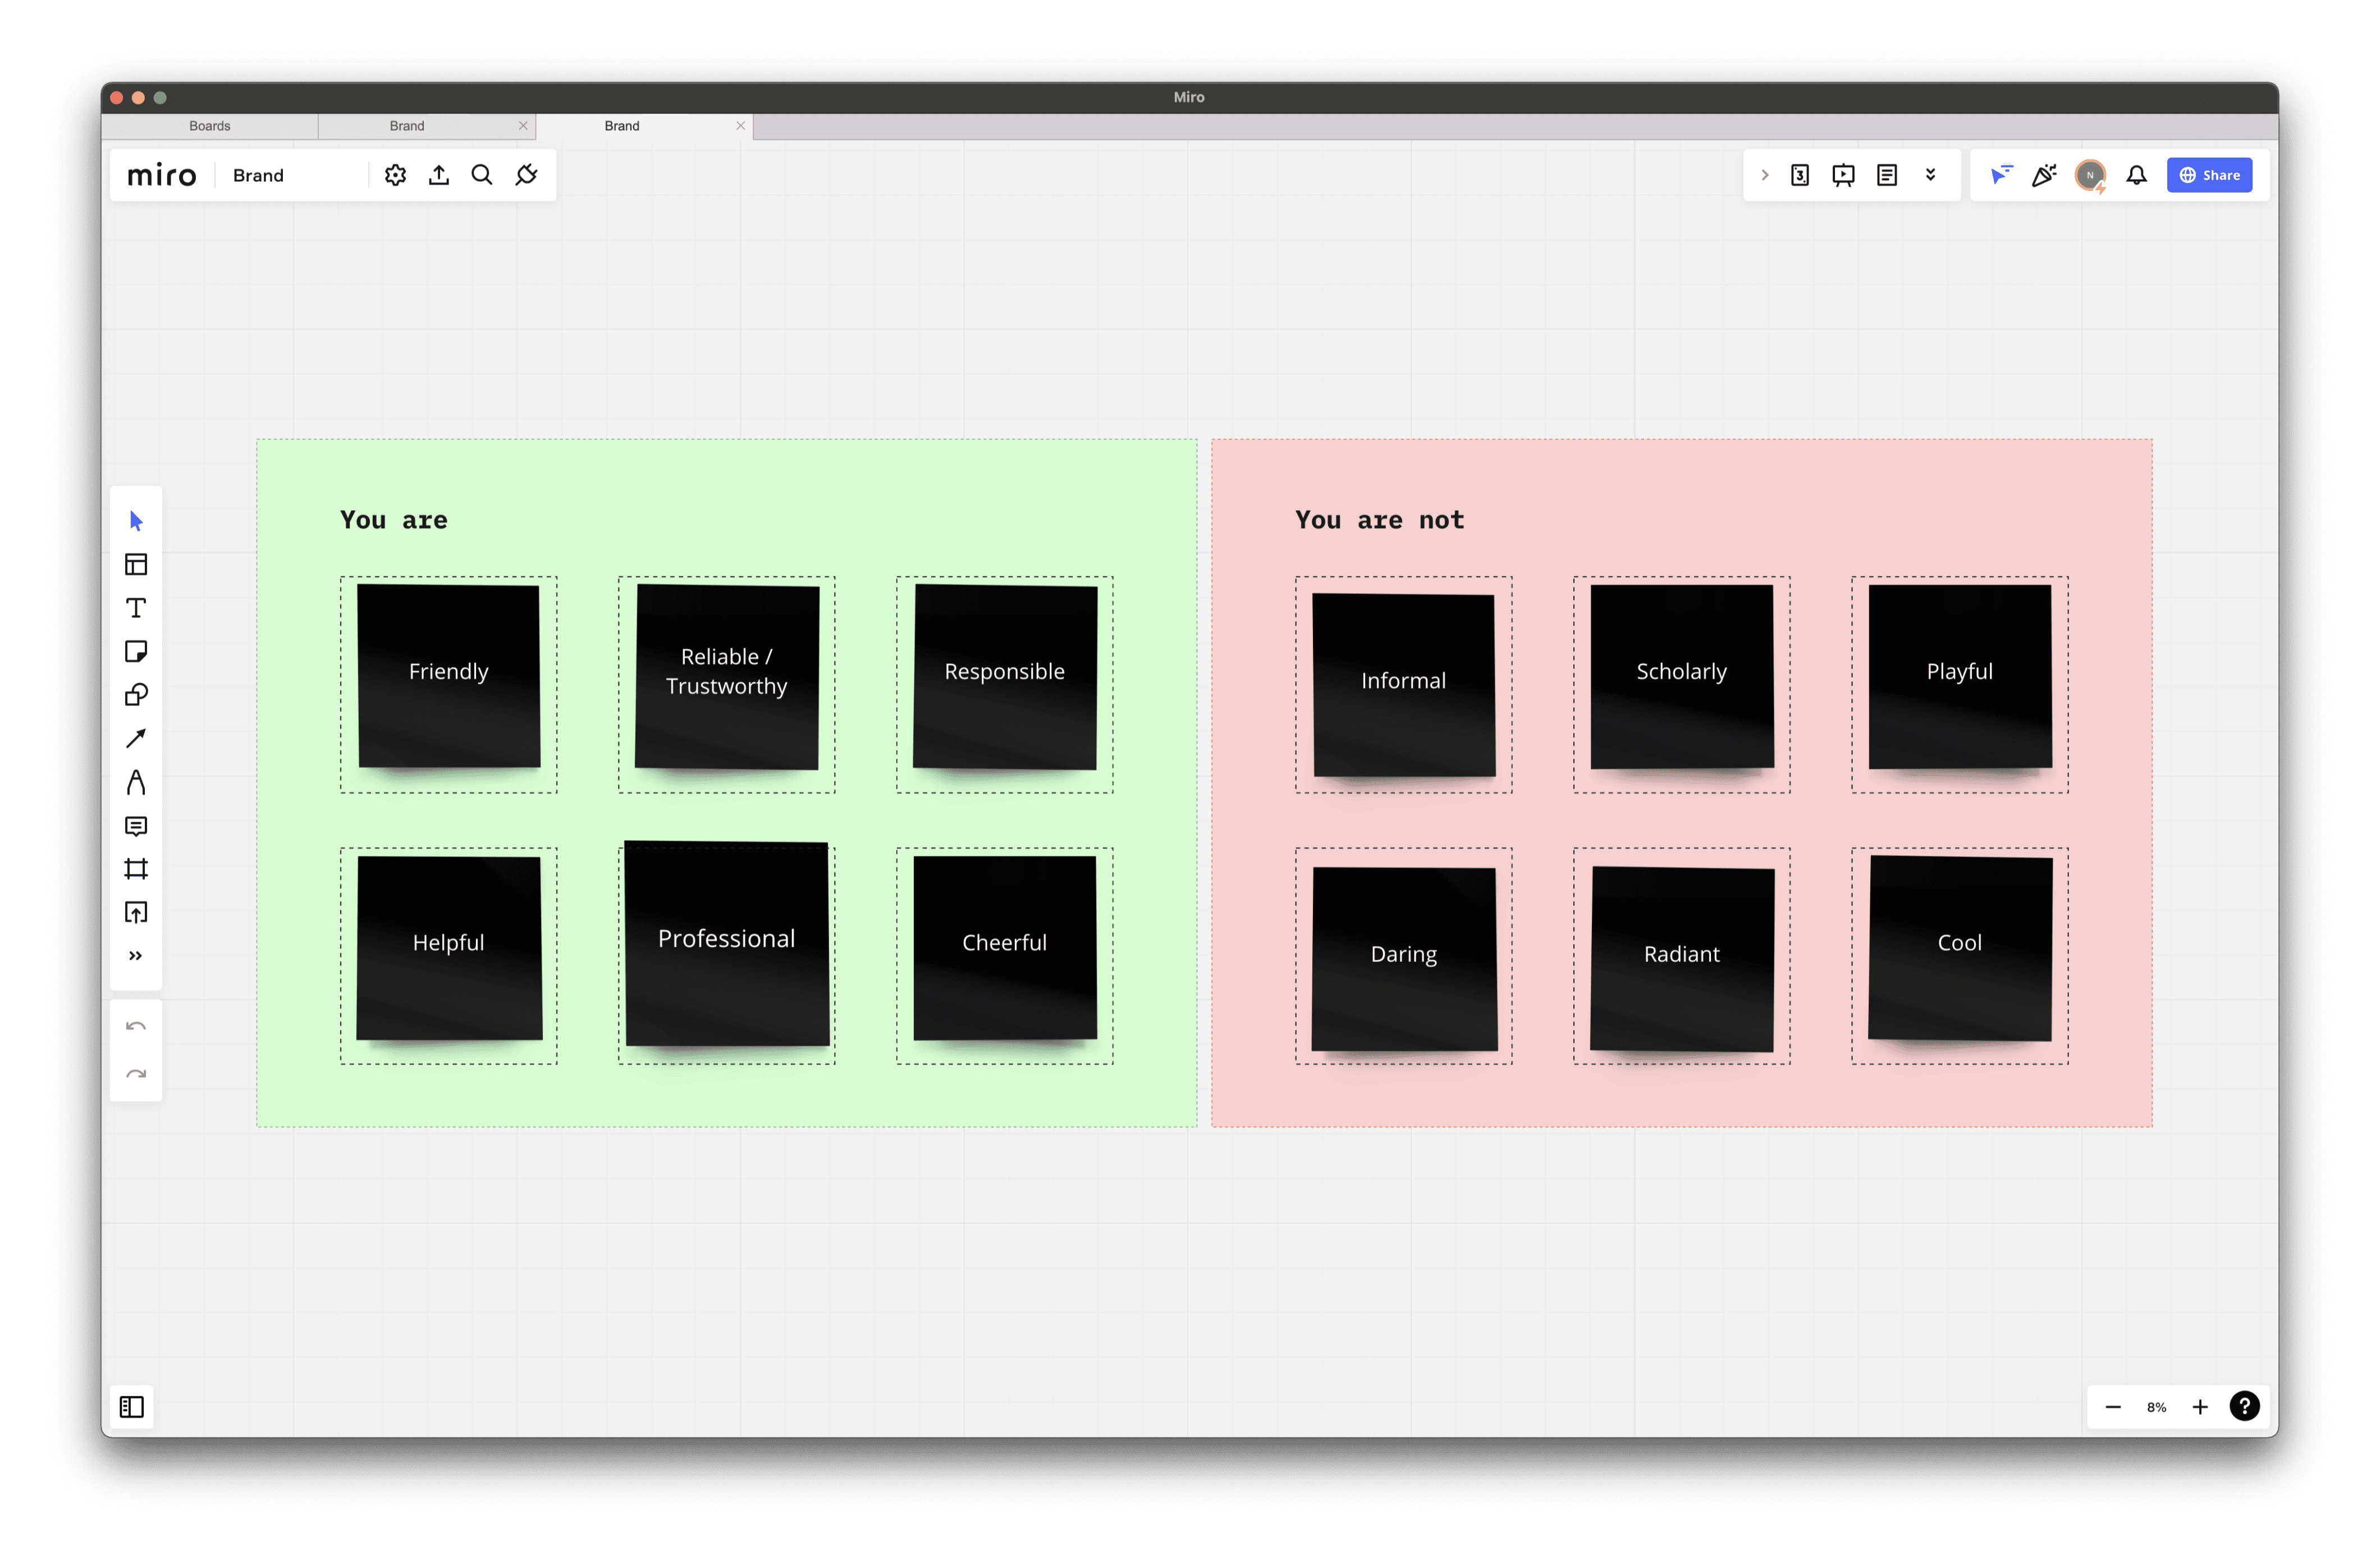 Miro
Boards
Brand
Brand
miro
Brand
3
N
Share
You are
You are not
Friendly
Reliable /
Trustworthy
Responsible
Informal
Scholarly
Playful
Helpful
Professional
Cheerful
Daring
Radiant
Cool
8%
?